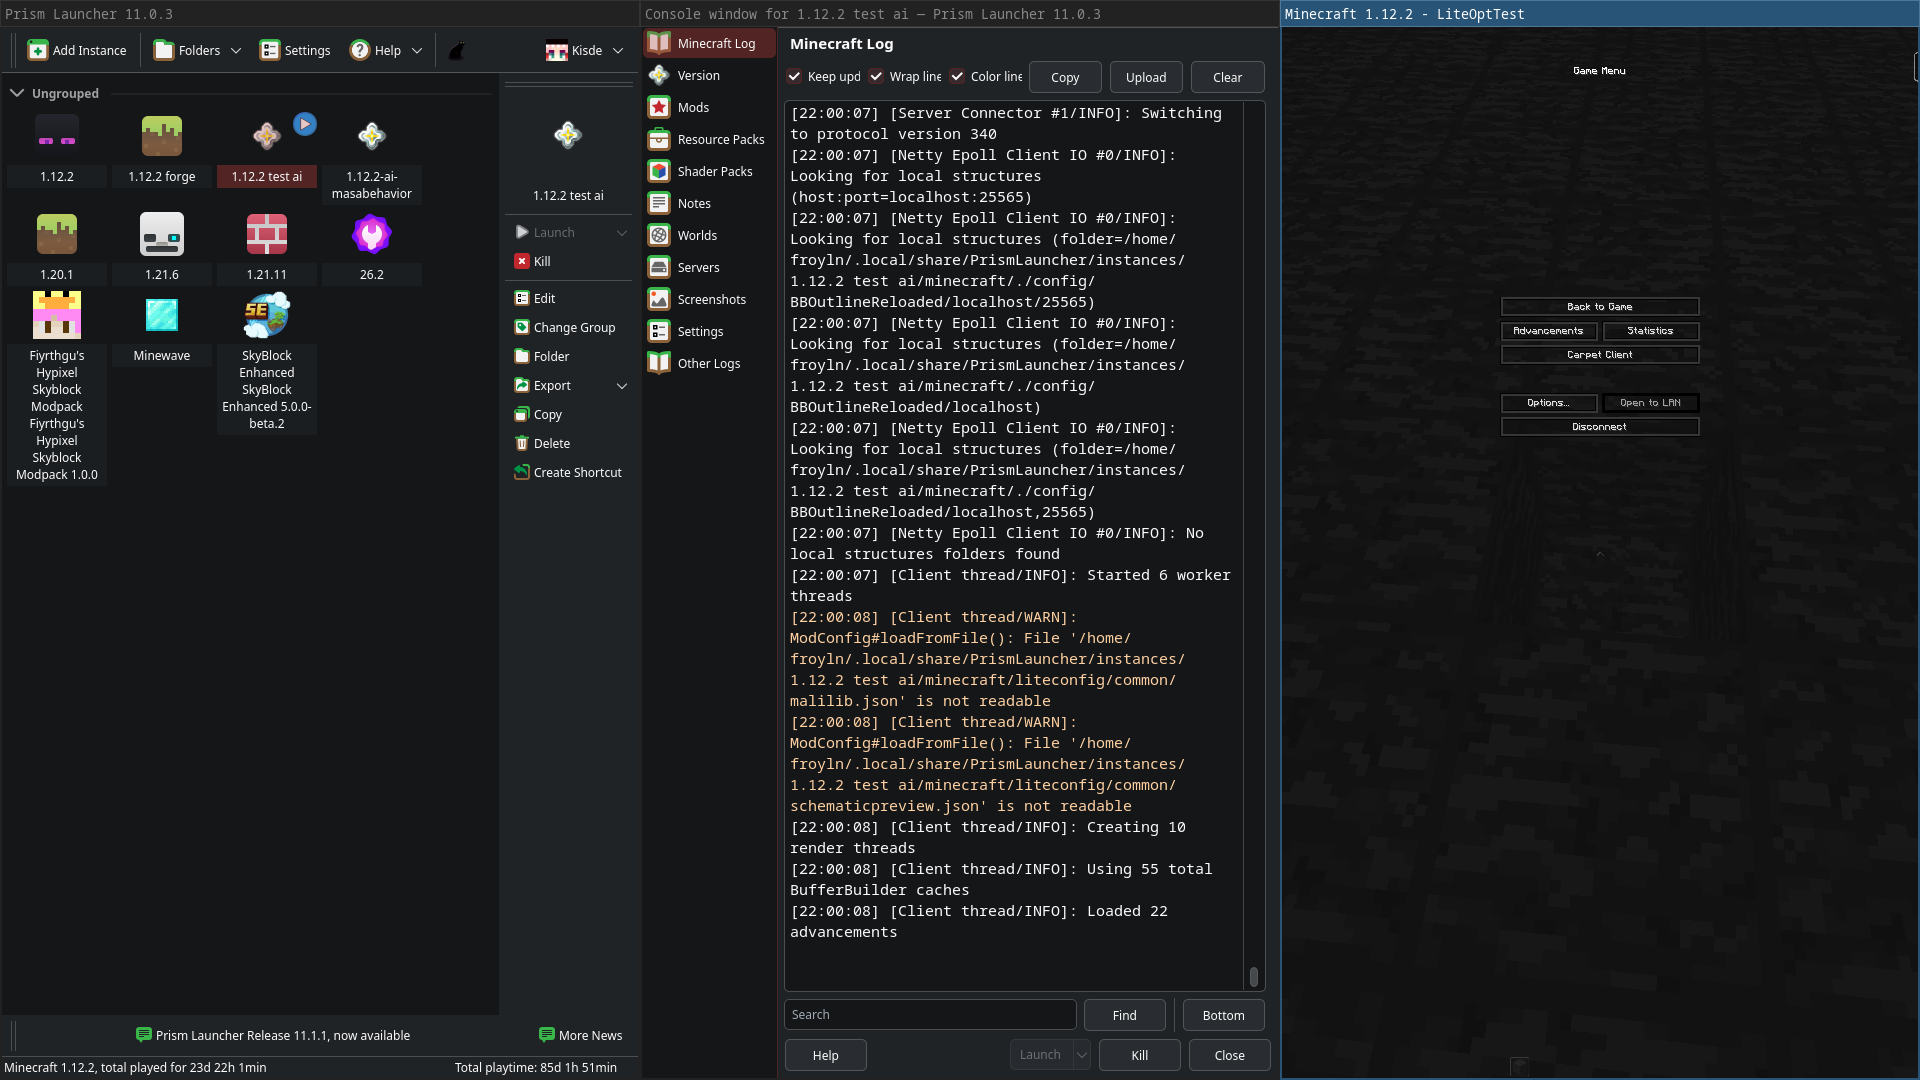 Prism Launcher 11.0.3
Add Instance
Folders
Settings
Help
Kisde
Ungrouped
1.12.2
1.12.2 forge
1.12.2 test ai
1.12.2-ai-
masabehavior
1.20.1
1.21.6
1.21.11
26.2
Fiyrthgu's
Hypixel
Skyblock
Modpack
Fiyrthgu's
Hypixel
Skyblock
Modpack 1.0.0
Minewave
SkyBlock
Enhanced
SkyBlock
Enhanced 5.0.0-
beta.2
1.12.2 test ai
Launch
Kill
Edit
Change Group
Folder
Export
Copy
Delete
Create Shortcut
Prism Launcher Release 11.1.1, now available
More News
Minecraft 1.12.2, total played for 23d 22h 1min
Total playtime: 85d 1h 51min
Console window for 1.12.2 test ai — Prism Launcher 11.0.3
Minecraft Log
Version
Mods
Resource Packs
Shader Packs
Notes
Worlds
Servers
Screenshots
Settings
Other Logs
Minecraft Log
Keep upd
Wrap line
Color line
Copy
Upload
Clear
[22:00:07] [Server Connector #1/INFO]: Switching
to protocol version 340
[22:00:07] [Netty Epoll Client IO #0/INFO]:
Looking for local structures
(host:port=localhost:25565)
[22:00:07] [Netty Epoll Client IO #0/INFO]:
Looking for local structures (folder=/home/
froyln/.local/share/PrismLauncher/instances/
1.12.2 test ai/minecraft/./config/
BBOutlineReloaded/localhost/25565)
[22:00:07] [Netty Epoll Client IO #0/INFO]:
Looking for local structures (folder=/home/
froyln/.local/share/PrismLauncher/instances/
1.12.2 test ai/minecraft/./config/
BBOutlineReloaded/localhost)
[22:00:07] [Netty Epoll Client IO #0/INFO]:
Looking for local structures (folder=/home/
froyln/.local/share/PrismLauncher/instances/
1.12.2 test ai/minecraft/./config/
BBOutlineReloaded/localhost,25565)
[22:00:07] [Netty Epoll Client IO #0/INFO]: No
local structures folders found
[22:00:07] [Client thread/INFO]: Started 6 worker
threads
[22:00:08] [Client thread/WARN]:
ModConfig#loadFromFile(): File '/home/
froyln/.local/share/PrismLauncher/instances/
1.12.2 test ai/minecraft/liteconfig/common/
malilib.json' is not readable
[22:00:08] [Client thread/WARN]:
ModConfig#loadFromFile(): File '/home/
froyln/.local/share/PrismLauncher/instances/
1.12.2 test ai/minecraft/liteconfig/common/
schematicpreview.json' is not readable
[22:00:08] [Client thread/INFO]: Creating 10
render threads
[22:00:08] [Client thread/INFO]: Using 55 total
BufferBuilder caches
[22:00:08] [Client thread/INFO]: Loaded 22
advancements
Search
Find
Bottom
Help
Launch
Kill
Close
Minecraft 1.12.2 - LiteOptTest
Game Menu
Back to Game
Advancements
Statistics
Carpet Client
Options...
Open to LAN
Disconnect